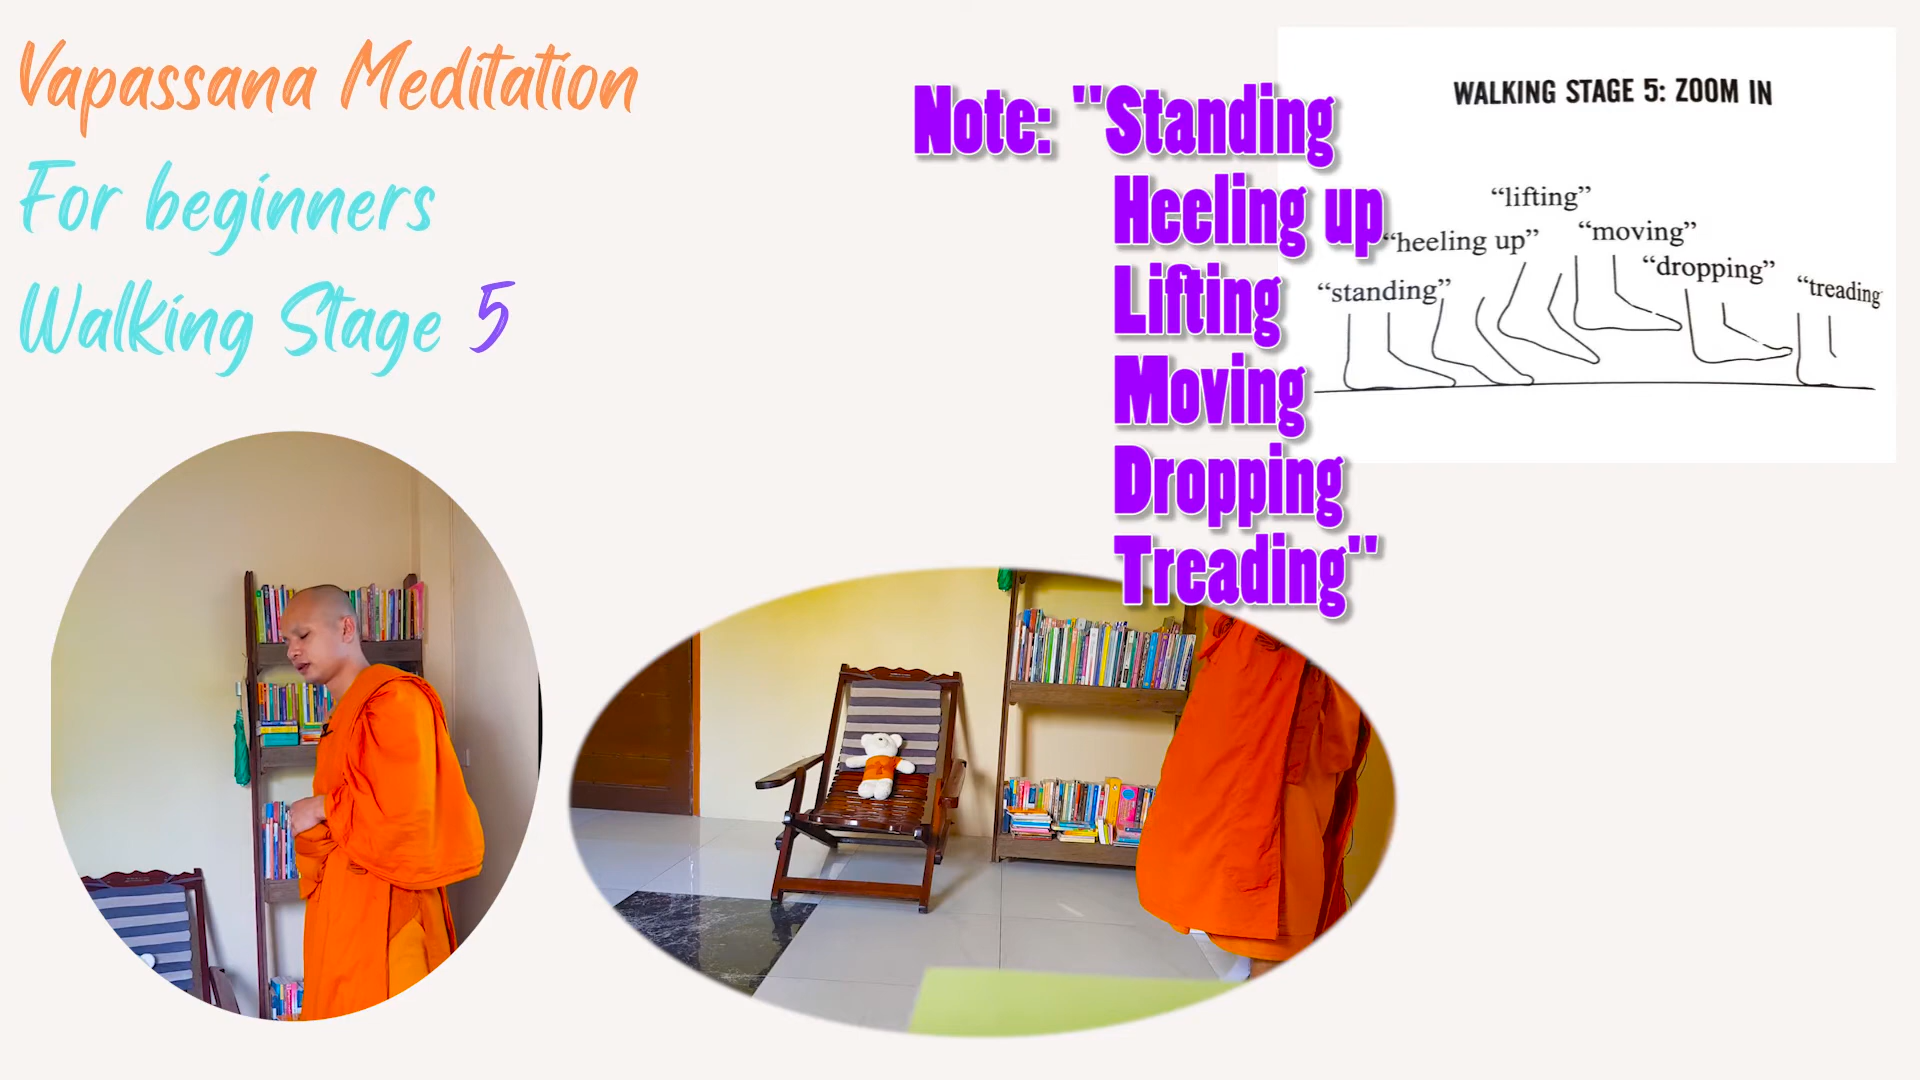 Vapassana Meditation
For beginners
Walking Stage 5
Note: "Standing
Heeling up
Lifting
Moving
Dropping
Treading"
WALKING STAGE 5: ZOOM IN
“lifting”
“heeling up”
“moving”
“dropping”
“standing”
“treading